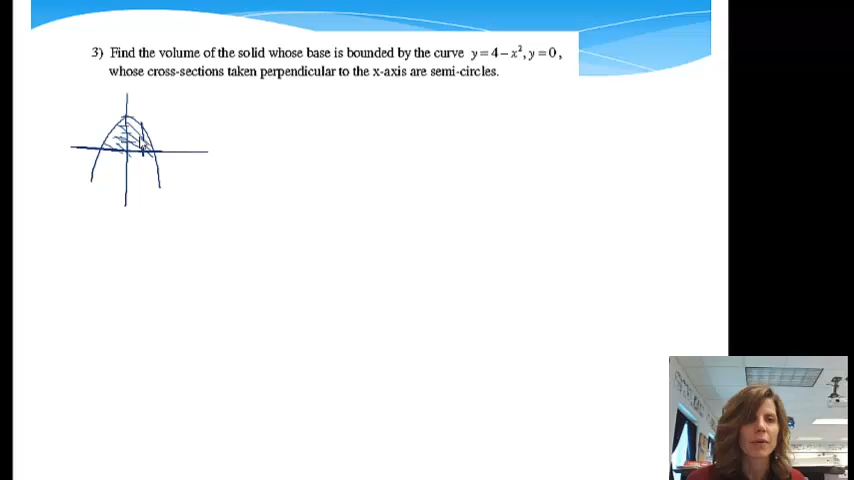 3) Find the volume of the solid whose base is bounded by the curve y = 4 – x², y = 0,
whose cross-sections taken perpendicular to the x-axis are semi-circles.